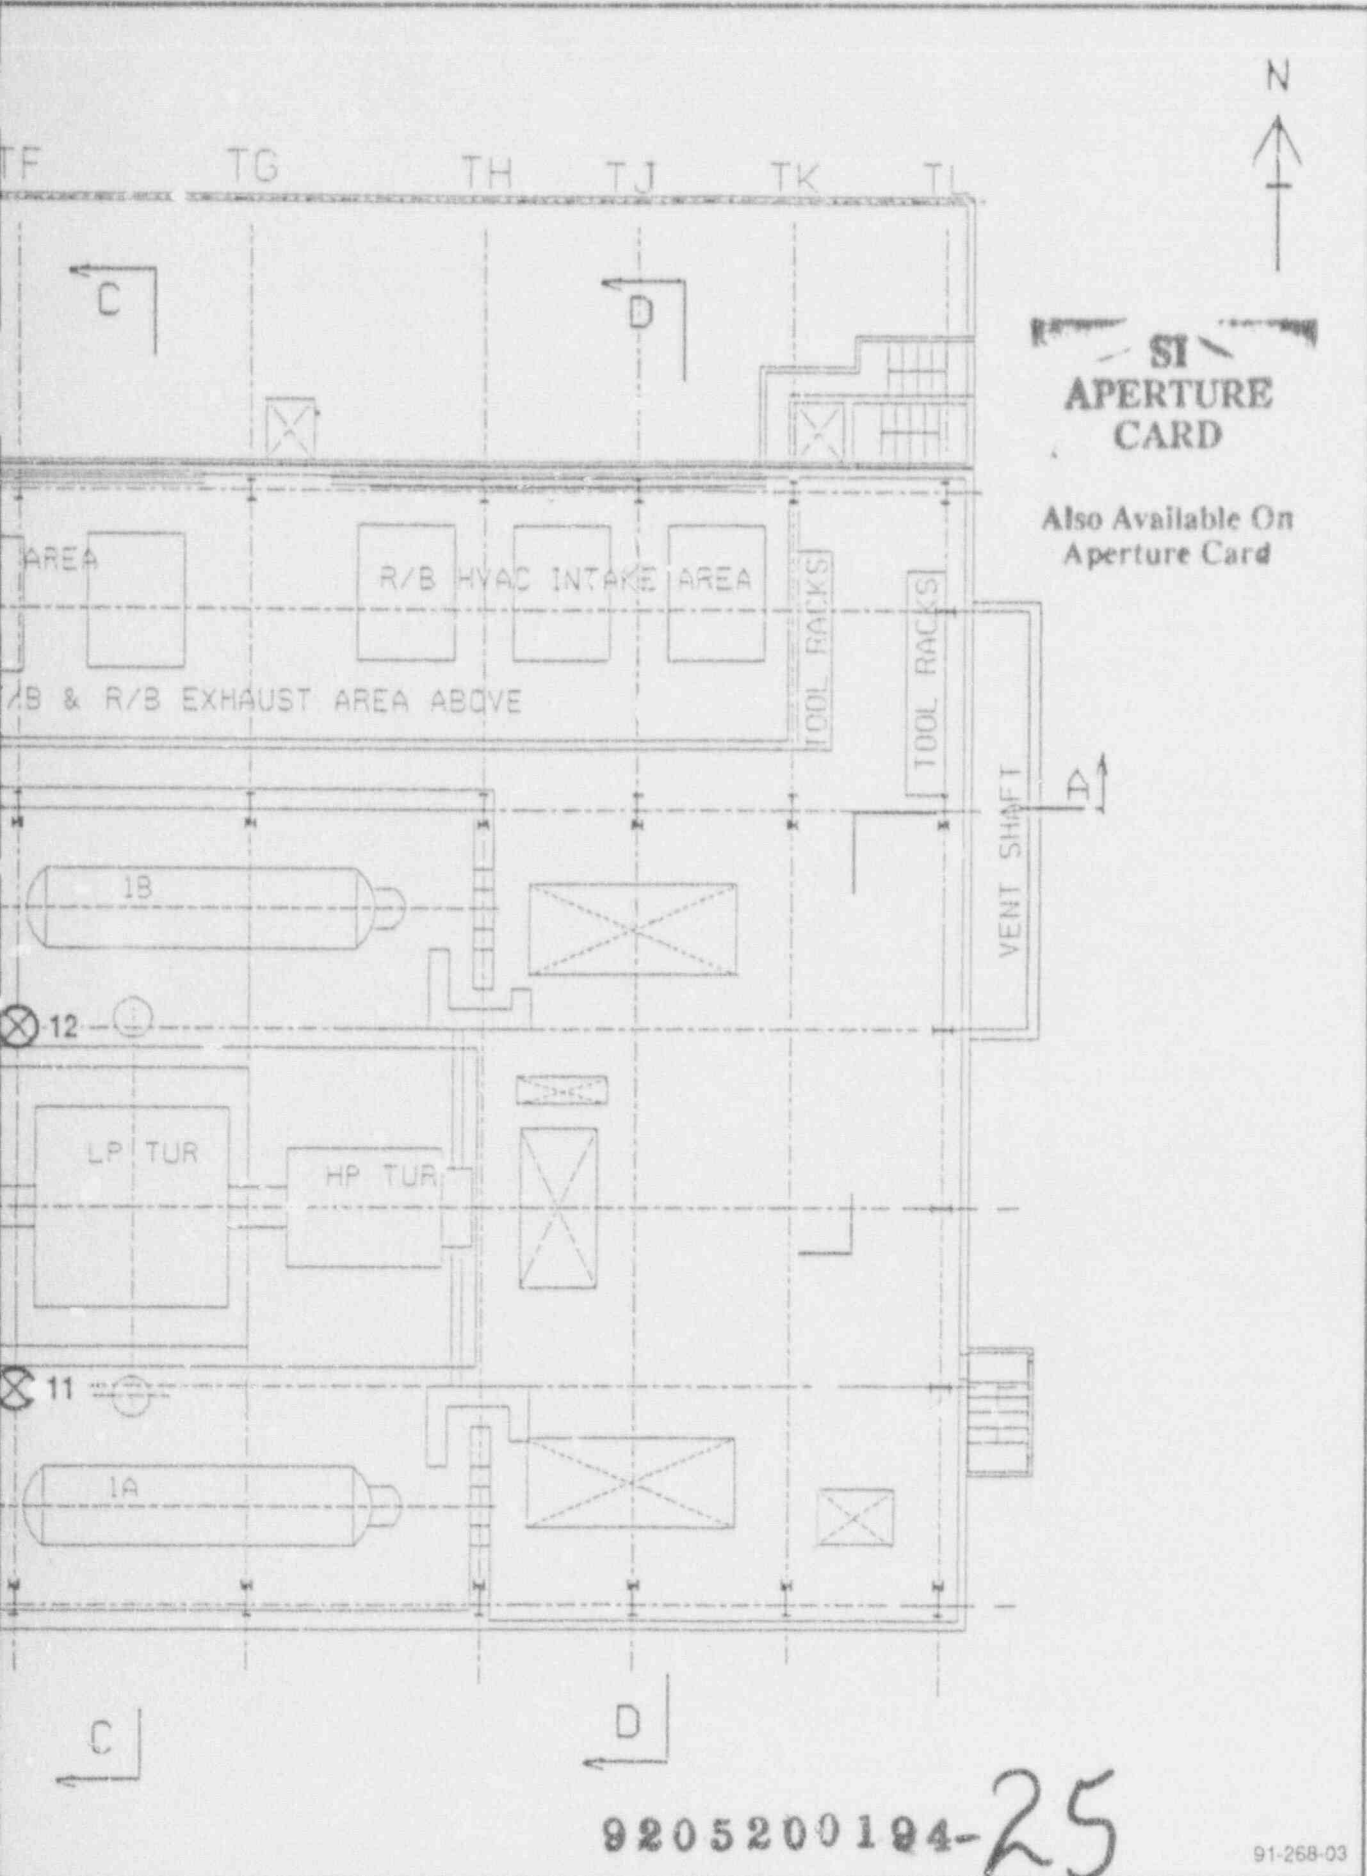 N
TF TG TH TJ TK TL
C D
SI
APERTURE
CARD
Also Available On
Aperture Card
AREA
R/B HVAC INTAKE AREA
TOOL RACKS
TOOL RACKS
/B & R/B EXHAUST AREA ABOVE
A
VENT SHAFT
1B
12
LP TUR
HP TUR
11
1A
C D
9205200194-25
91-268-03